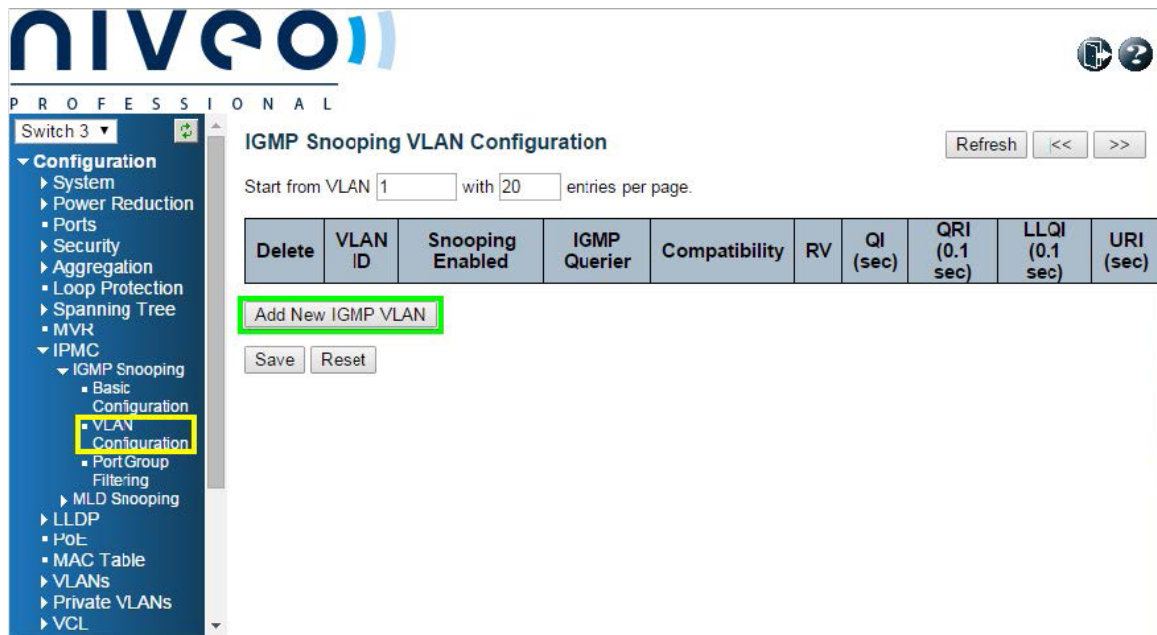 niveo
PROFESSIONAL
Switch 3
Configuration
System
Power Reduction
Ports
Security
Aggregation
Loop Protection
Spanning Tree
MVR
IPMC
IGMP Snooping
Basic
Configuration
VLAN
Configuration
Port Group
Filtering
MLD Snooping
LLDP
PoE
MAC Table
VLANs
Private VLANs
VCL
?
IGMP Snooping VLAN Configuration
Refresh |<< >>
Start from VLAN 1 with 20 entries per page.
Delete VLAN ID Snooping Enabled IGMP Querier Compatibility RV QI (sec) QRI (0.1 sec) LLQI (0.1 sec) URI (sec)
Add New IGMP VLAN
Save Reset